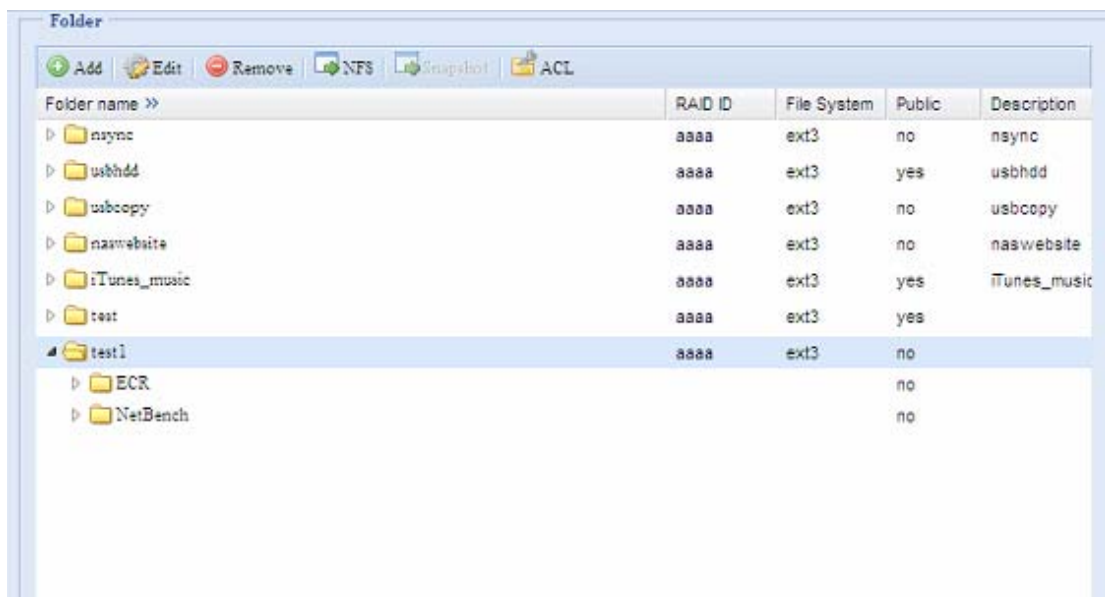 Folder
Add Edit Remove NFS Snapshot ACL
Folder name » RAID ID File System Public Description
nsync aaaa ext3 no nsync
usbhdd aaaa ext3 yes usbhdd
usbcopy aaaa ext3 no usbcopy
naswebsite aaaa ext3 no naswebsite
iTunes_music aaaa ext3 yes iTunes_music
test aaaa ext3 yes
test1 aaaa ext3 no
ECR no
NetBench no